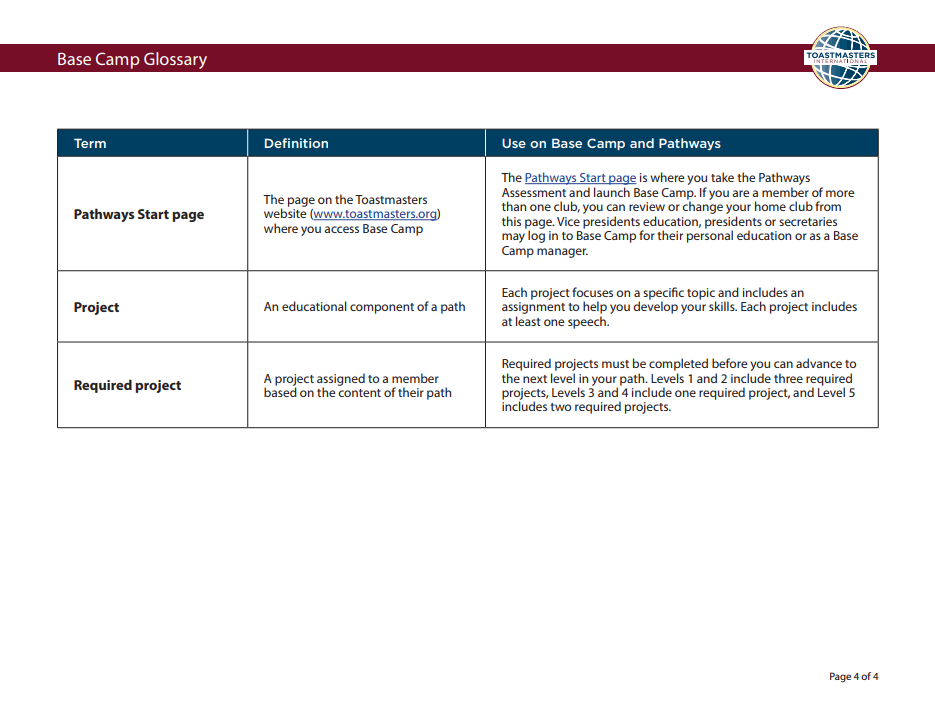 Base Camp Glossary
TOASTMASTERS
INTERNATIONAL
Term
Definition
Use on Base Camp and Pathways
Pathways Start page
The page on the Toastmasters
website (www.toastmasters.org)
where you access Base Camp
The Pathways Start page is where you take the Pathways
Assessment and launch Base Camp. If you are a member of more
than one club, you can review or change your home club from
this page. Vice presidents education, presidents or secretaries
may log in to Base Camp for their personal education or as a Base
Camp manager.
Project
An educational component of a path
Each project focuses on a specific topic and includes an
assignment to help you develop your skills. Each project includes
at least one speech.
Required project
A project assigned to a member
based on the content of their path
Required projects must be completed before you can advance to
the next level in your path. Levels 1 and 2 include three required
projects, Levels 3 and 4 include one required project, and Level 5
includes two required projects.
Page 4 of 4